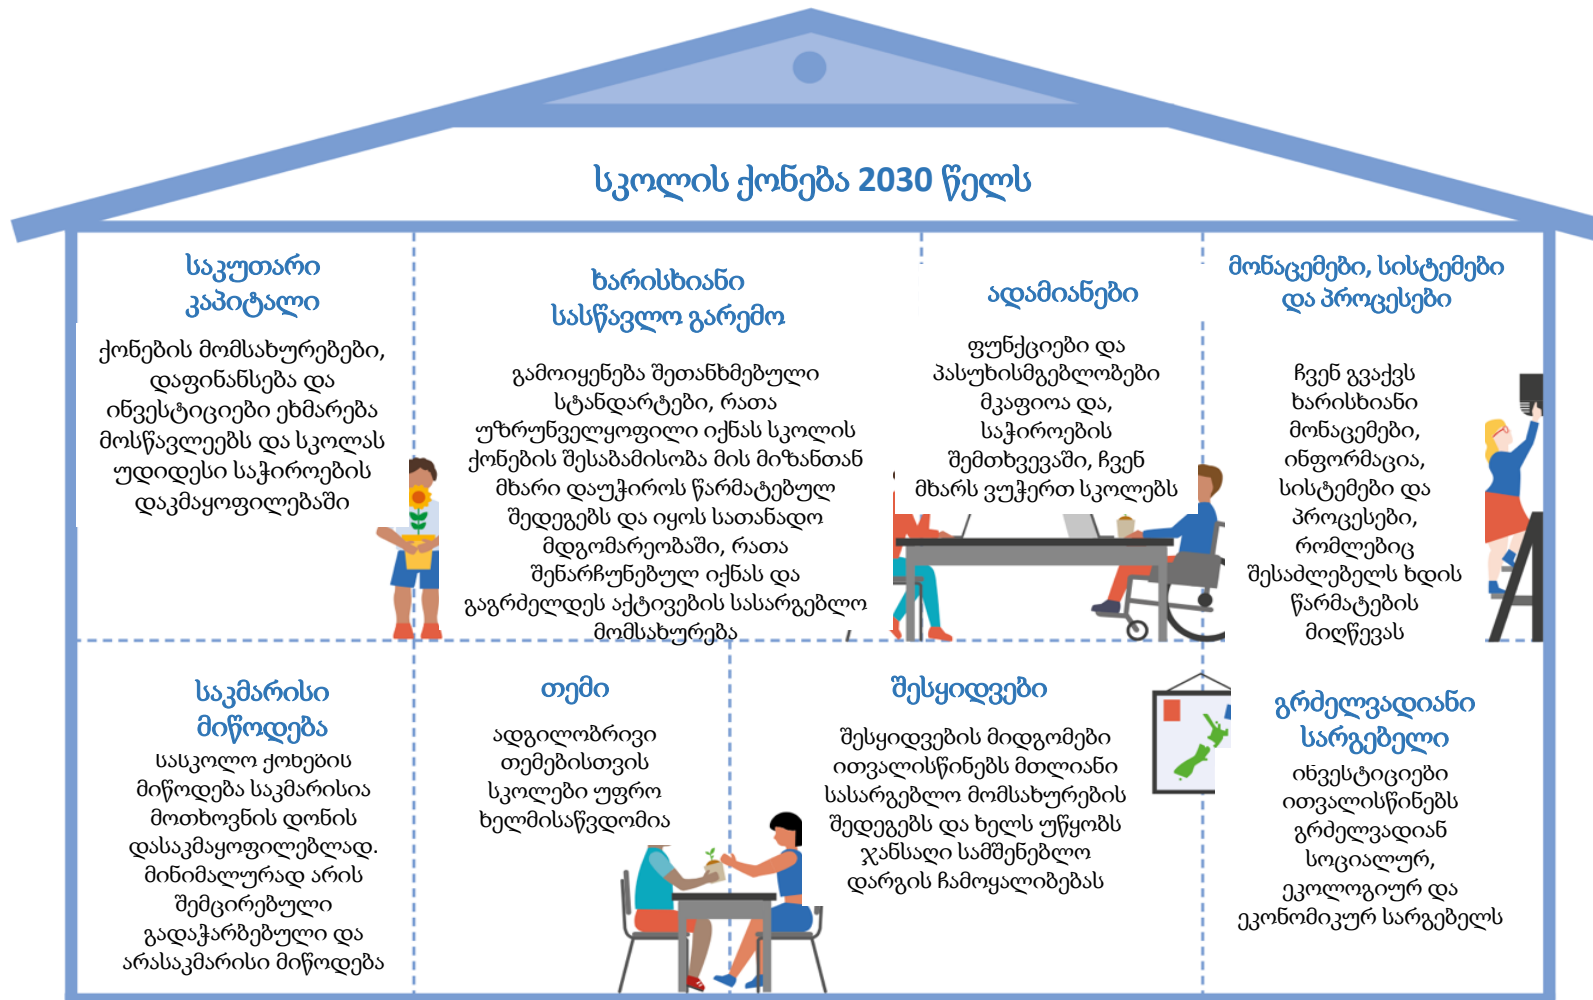 სკოლის ქონება 2030 წელს
საკუთარი
კაპიტალი
ქონების მომსახურებები,
დაფინანსება და
ინვესტიციები ეხმარება
მოსწავლეებს და სკოლას
უდიდესი საჭიროების
დაკმაყოფილებაში
ხარისხიანი
სასწავლო გარემო
გამოიყენება შეთანხმებული
სტანდარტები, რათა
უზრუნველყოფილი იქნას სკოლის
ქონების შესაბამისობა მის მიზანთან
მხარი დაუჭიროს წარმატებულ
შედეგებს და იყოს სათანადო
მდგომარეობაში, რათა
შენარჩუნებულ იქნას და
გაგრძელდეს აქტივების სასარგებლო
მომსახურება
ადამიანები
ფუნქციები და
პასუხისმგებლობები
მკაფიოა და,
საჭიროების
შემთხვევაში, ჩვენ
მხარს ვუჭერთ სკოლებს
მონაცემები, სისტემები
და პროცესები
ჩვენ გვაქვს
ხარისხიანი
მონაცემები,
ინფორმაცია,
სისტემები და
პროცესები,
რომლებიც
შესაძლებელს ხდის
წარმატების
მიღწევას
საკმარისი
მიწოდება
სასკოლო ქონების
მიწოდება საკმარისია
მოთხოვნის დონის
დასაკმაყოფილებლად.
მინიმალურად არის
შემცირებული
გადაჭარბებული და
არასაკმარისი მიწოდება
თემი
ადგილობრივი
თემებისთვის
სკოლები უფრო
ხელმისაწვდომია
შესყიდვები
შესყიდვების მიდგომები
ითვალისწინებს მთლიანი
სასარგებლო მომსახურების
შედეგებს და ხელს უწყობს
ჯანსაღი სამშენებლო
დარგის ჩამოყალიბებას
გრძელვადიანი
სარგებელი
ინვესტიციები
ითვალისწინებს
გრძელვადიან
სოციალურ,
ეკოლოგიურ და
ეკონომიკურ სარგებელს